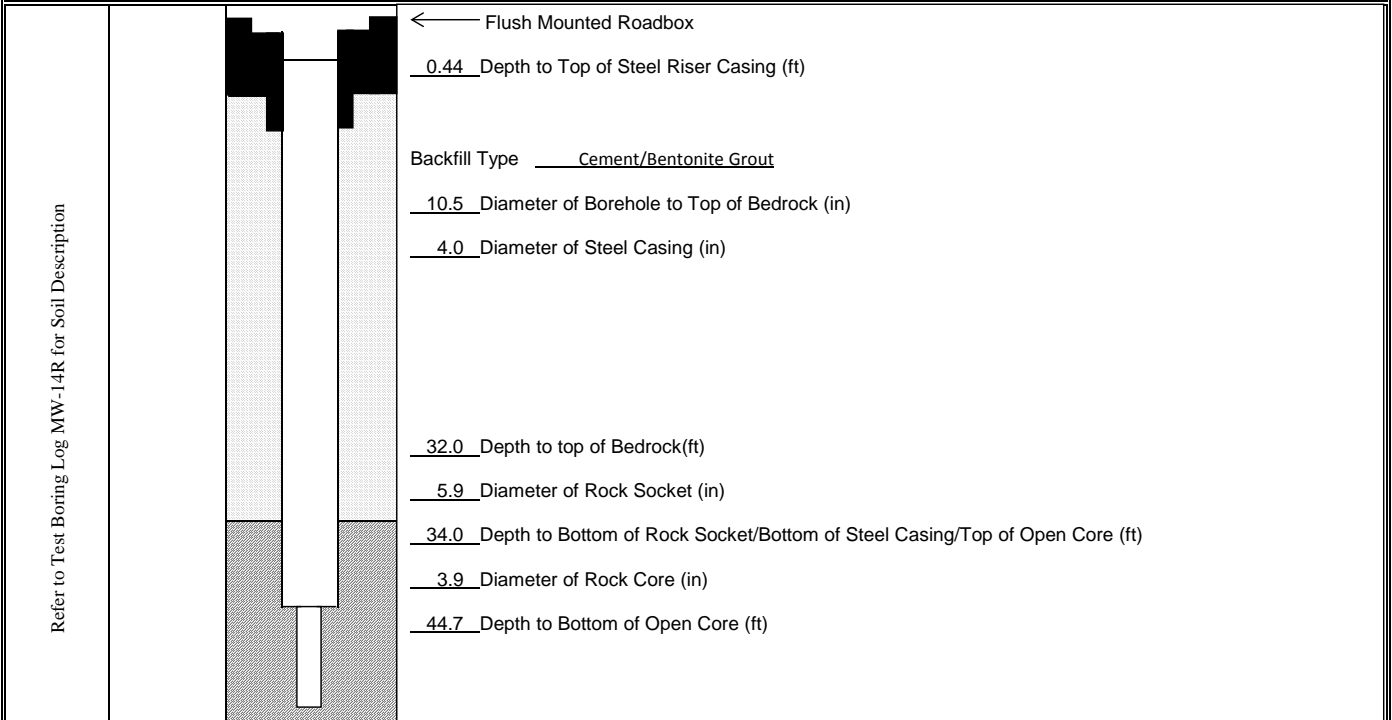 Flush Mounted Roadbox
0.44 Depth to Top of Steel Riser Casing (ft)
Backfill Type Cement/Bentonite Grout
10.5 Diameter of Borehole to Top of Bedrock (in)
4.0 Diameter of Steel Casing (in)
Refer to Test Boring Log MW-14R for Soil Description
32.0 Depth to top of Bedrock(ft)
5.9 Diameter of Rock Socket (in)
34.0 Depth to Bottom of Rock Socket/Bottom of Steel Casing/Top of Open Core (ft)
3.9 Diameter of Rock Core (in)
44.7 Depth to Bottom of Open Core (ft)